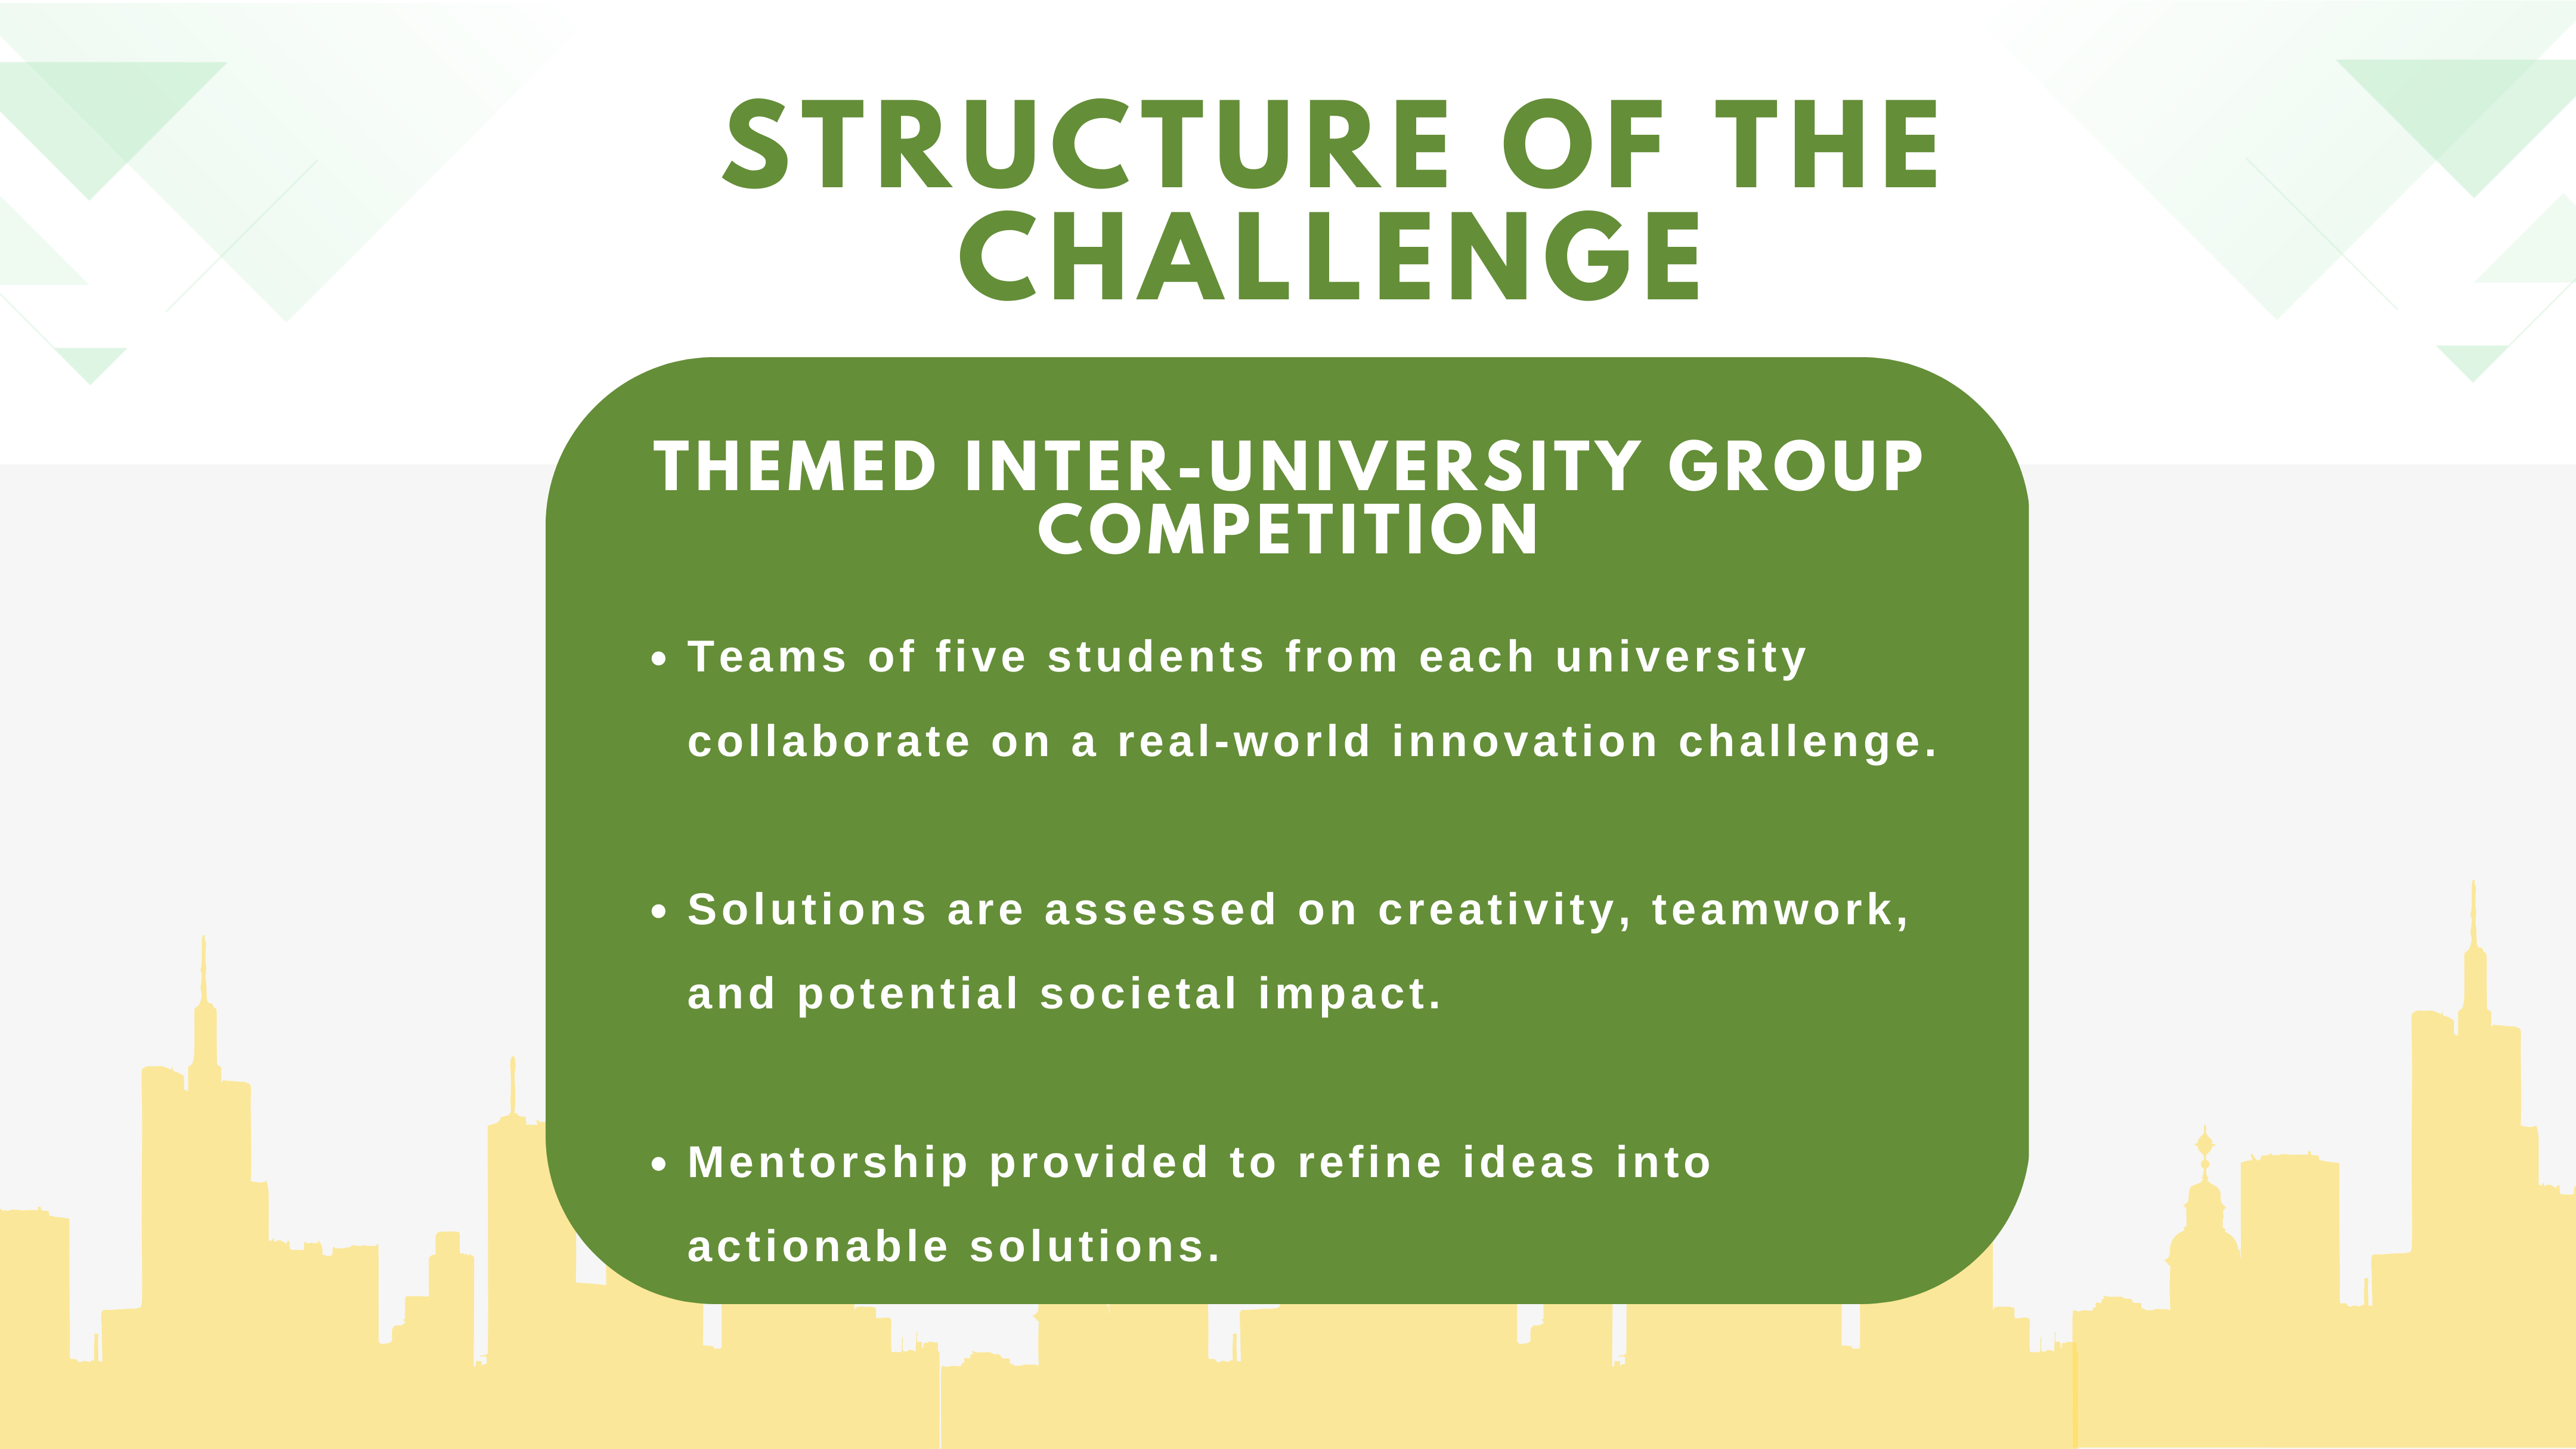 STRUCTURE OF THE
CHALLENGE
THEMED INTER-UNIVERSITY GROUP
COMPETITION
• Teams of five students from each university
collaborate on a real-world innovation challenge.
• Solutions are assessed on creativity, teamwork,
and potential societal impact.
• Mentorship provided to refine ideas into
actionable solutions.